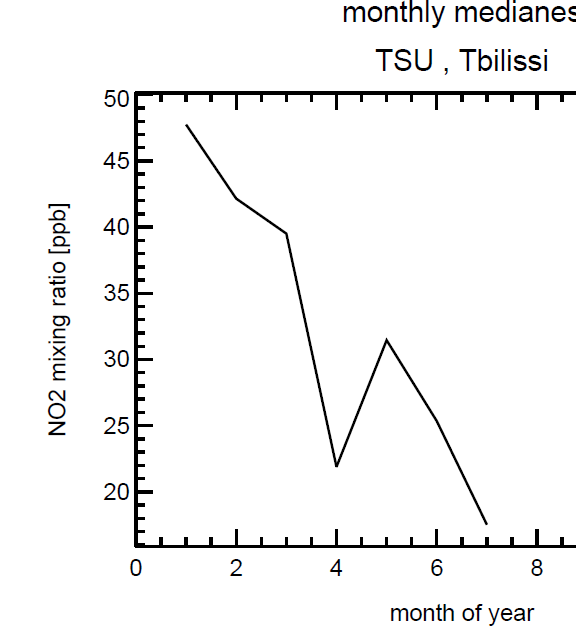 monthly medianes
TSU , Tbilissi
50
45
40
35
30
25
20
NO2 mixing ratio [ppb]
0 2 4 6 8
month of year